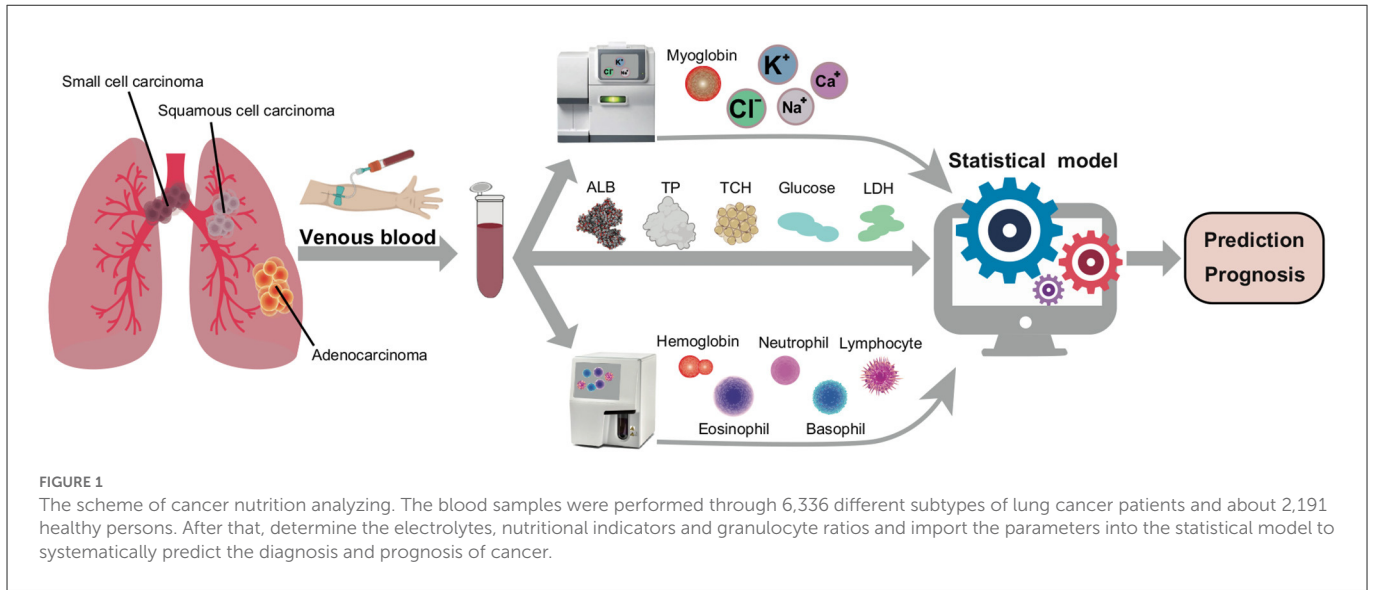 Small cell carcinoma
Squamous cell carcinoma
Adenocarcinoma
Venous blood
K⁺
Cl⁻ Na⁺
Myoglobin
K⁺
Ca⁺
Cl⁻
Na⁺
ALB TP TCH Glucose LDH
Hemoglobin Neutrophil Lymphocyte
Eosinophil Basophil
Statistical model
Prediction
Prognosis
FIGURE 1
The scheme of cancer nutrition analyzing. The blood samples were performed through 6,336 different subtypes of lung cancer patients and about 2,191
healthy persons. After that, determine the electrolytes, nutritional indicators and granulocyte ratios and import the parameters into the statistical model to
systematically predict the diagnosis and prognosis of cancer.